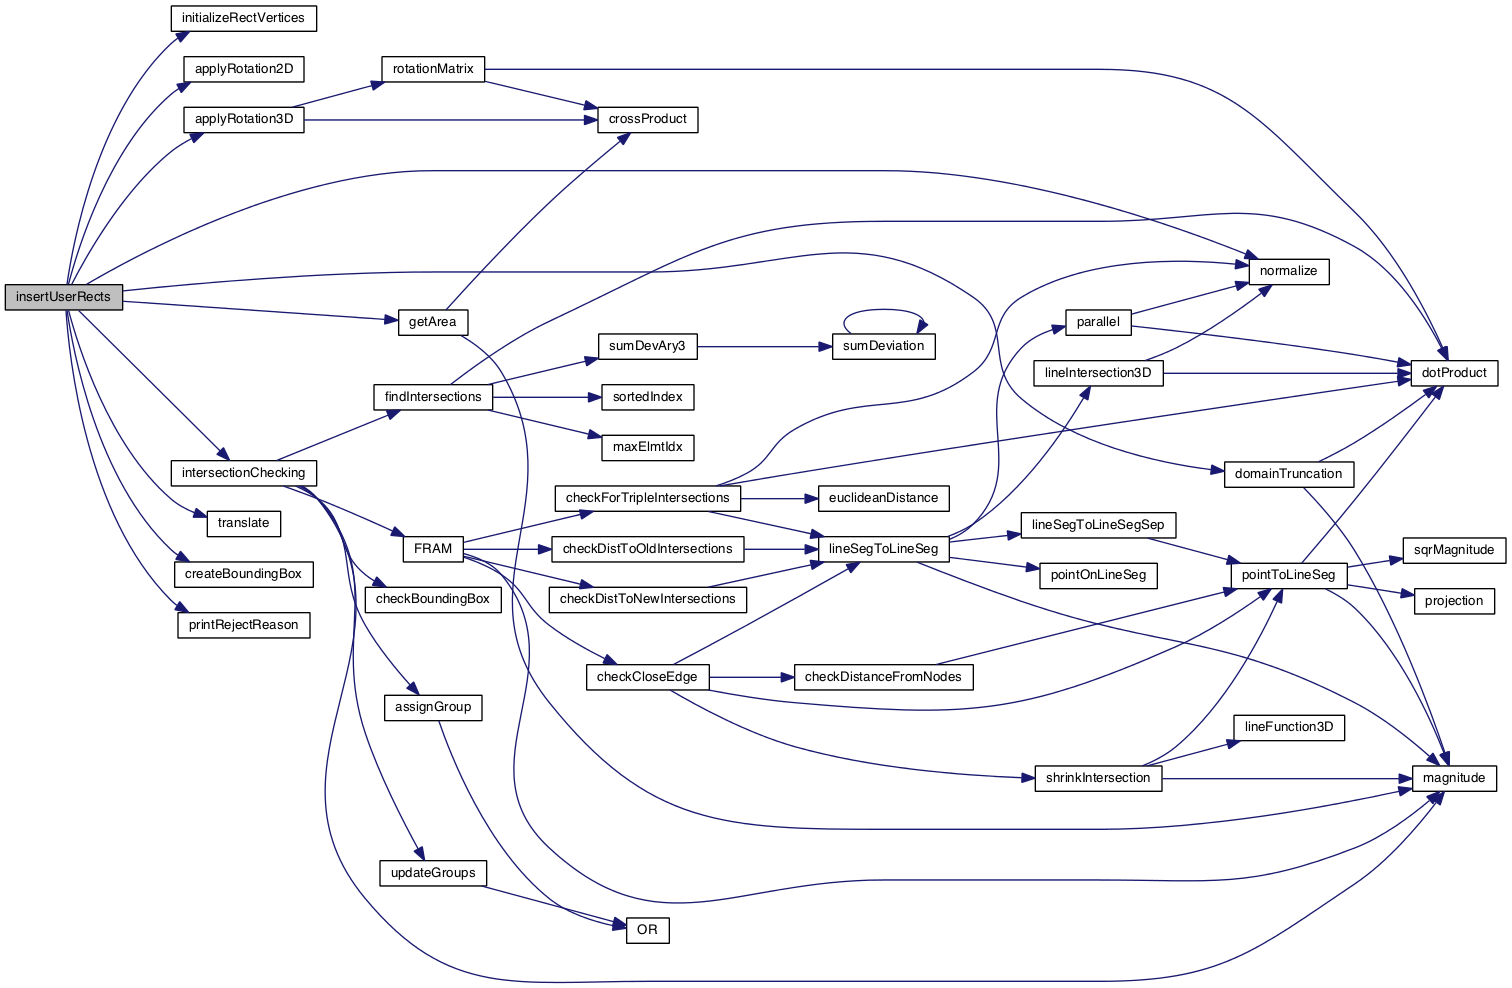 initializeRectVertices
applyRotation2D
rotationMatrix
applyRotation3D
crossProduct
normalize
insertUserRects
getArea
parallel
sumDevAry3
sumDeviation
lineIntersection3D
dotProduct
findIntersections
sortedIndex
maxElmtIdx
intersectionChecking
domainTruncation
checkForTripleIntersections
euclideanDistance
translate
lineSegToLineSegSep
FRAM
checkDistToOldIntersections
lineSegToLineSeg
sqrMagnitude
createBoundingBox
pointOnLineSeg
pointToLineSeg
checkBoundingBox
checkDistToNewIntersections
projection
printRejectReason
checkCloseEdge
checkDistanceFromNodes
assignGroup
lineFunction3D
shrinkIntersection
magnitude
updateGroups
OR